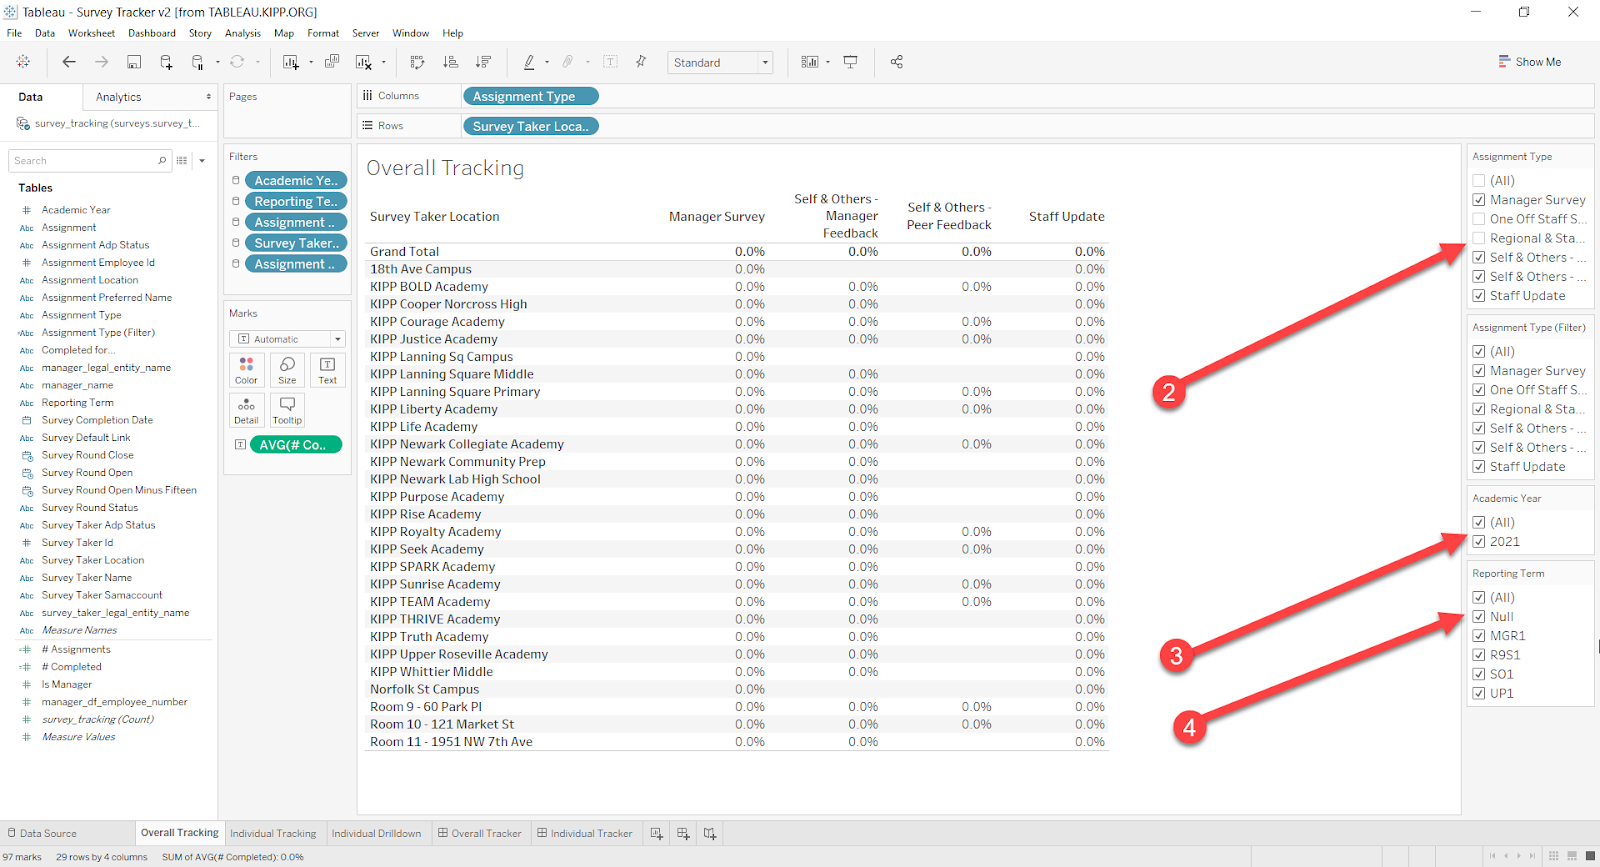 Tableau - Survey Tracker v2 [from TABLEAU.KIPP.ORG]
File Data Worksheet Dashboard Story Analysis Map Format Server Window Help
Standard
Show Me
Data Analytics
survey_tracking (surveys.survey_t...
Search
Tables
# Academic Year
Abc Assignment
Abc Assignment Adp Status
# Assignment Employee Id
Abc Assignment Location
Abc Assignment Preferred Name
Abc Assignment Type
Abc Assignment Type (Filter)
Abc Completed for...
Abc manager_legal_entity_name
Abc manager_name
Abc Reporting Term
Survey Completion Date
Abc Survey Default Link
Survey Round Close
Survey Round Open
Survey Round Open Minus Fifteen
Abc Survey Round Status
Abc Survey Taker Adp Status
# Survey Taker Id
Abc Survey Taker Location
Abc Survey Taker Name
Abc Survey Taker Samaccount
Abc survey_taker_legal_entity_name
Abc Measure Names
# # Assignments
# # Completed
# Is Manager
# manager_df_employee_number
# survey_tracking (Count)
# Measure Values
Pages
Filters
Academic Ye..
Reporting Te..
Assignment ..
Survey Taker..
Assignment ..
Marks
T Automatic
Color Size Text
Detail Tooltip
T AVG(# Co..
Columns Assignment Type
Rows Survey Taker Loca..
Overall Tracking
Survey Taker Location Manager Survey Self & Others - Manager Feedback Self & Others - Peer Feedback Staff Update
Grand Total 0.0% 0.0% 0.0% 0.0%
18th Ave Campus 0.0% 0.0%
KIPP BOLD Academy 0.0% 0.0% 0.0% 0.0%
KIPP Cooper Norcross High 0.0% 0.0% 0.0%
KIPP Courage Academy 0.0% 0.0% 0.0% 0.0%
KIPP Justice Academy 0.0% 0.0% 0.0% 0.0%
KIPP Lanning Sq Campus 0.0% 0.0%
KIPP Lanning Square Middle 0.0% 0.0% 0.0%
KIPP Lanning Square Primary 0.0% 0.0% 0.0% 0.0%
KIPP Liberty Academy 0.0% 0.0% 0.0% 0.0%
KIPP Life Academy 0.0% 0.0% 0.0%
KIPP Newark Collegiate Academy 0.0% 0.0% 0.0% 0.0%
KIPP Newark Community Prep 0.0% 0.0% 0.0%
KIPP Newark Lab High School 0.0% 0.0% 0.0%
KIPP Purpose Academy 0.0% 0.0% 0.0%
KIPP Rise Academy 0.0% 0.0% 0.0%
KIPP Royalty Academy 0.0% 0.0% 0.0% 0.0%
KIPP Seek Academy 0.0% 0.0% 0.0% 0.0%
KIPP SPARK Academy 0.0% 0.0% 0.0%
KIPP Sunrise Academy 0.0% 0.0% 0.0% 0.0%
KIPP TEAM Academy 0.0% 0.0% 0.0% 0.0%
KIPP THRIVE Academy 0.0% 0.0% 0.0%
KIPP Truth Academy 0.0% 0.0% 0.0%
KIPP Upper Roseville Academy 0.0% 0.0% 0.0%
KIPP Whittier Middle 0.0% 0.0% 0.0%
Norfolk St Campus 0.0% 0.0%
Room 9 - 60 Park Pl 0.0% 0.0% 0.0% 0.0%
Room 10 - 121 Market St 0.0% 0.0% 0.0% 0.0%
Room 11 - 1951 NW 7th Ave 0.0% 0.0% 0.0%
2
3
4
Assignment Type
(All)
Manager Survey
One Off Staff S...
Regional & Sta...
Self & Others - ...
Self & Others - ...
Staff Update
Assignment Type (Filter)
(All)
Manager Survey
One Off Staff S...
Regional & Sta...
Self & Others - ...
Self & Others - ...
Staff Update
Academic Year
(All)
2021
Reporting Term
(All)
Null
MGR1
R9S1
SO1
UP1
Data Source Overall Tracking Individual Tracking Individual Drilldown Overall Tracker Individual Tracker
97 marks 29 rows by 4 columns SUM of AVG(# Completed): 0.0%